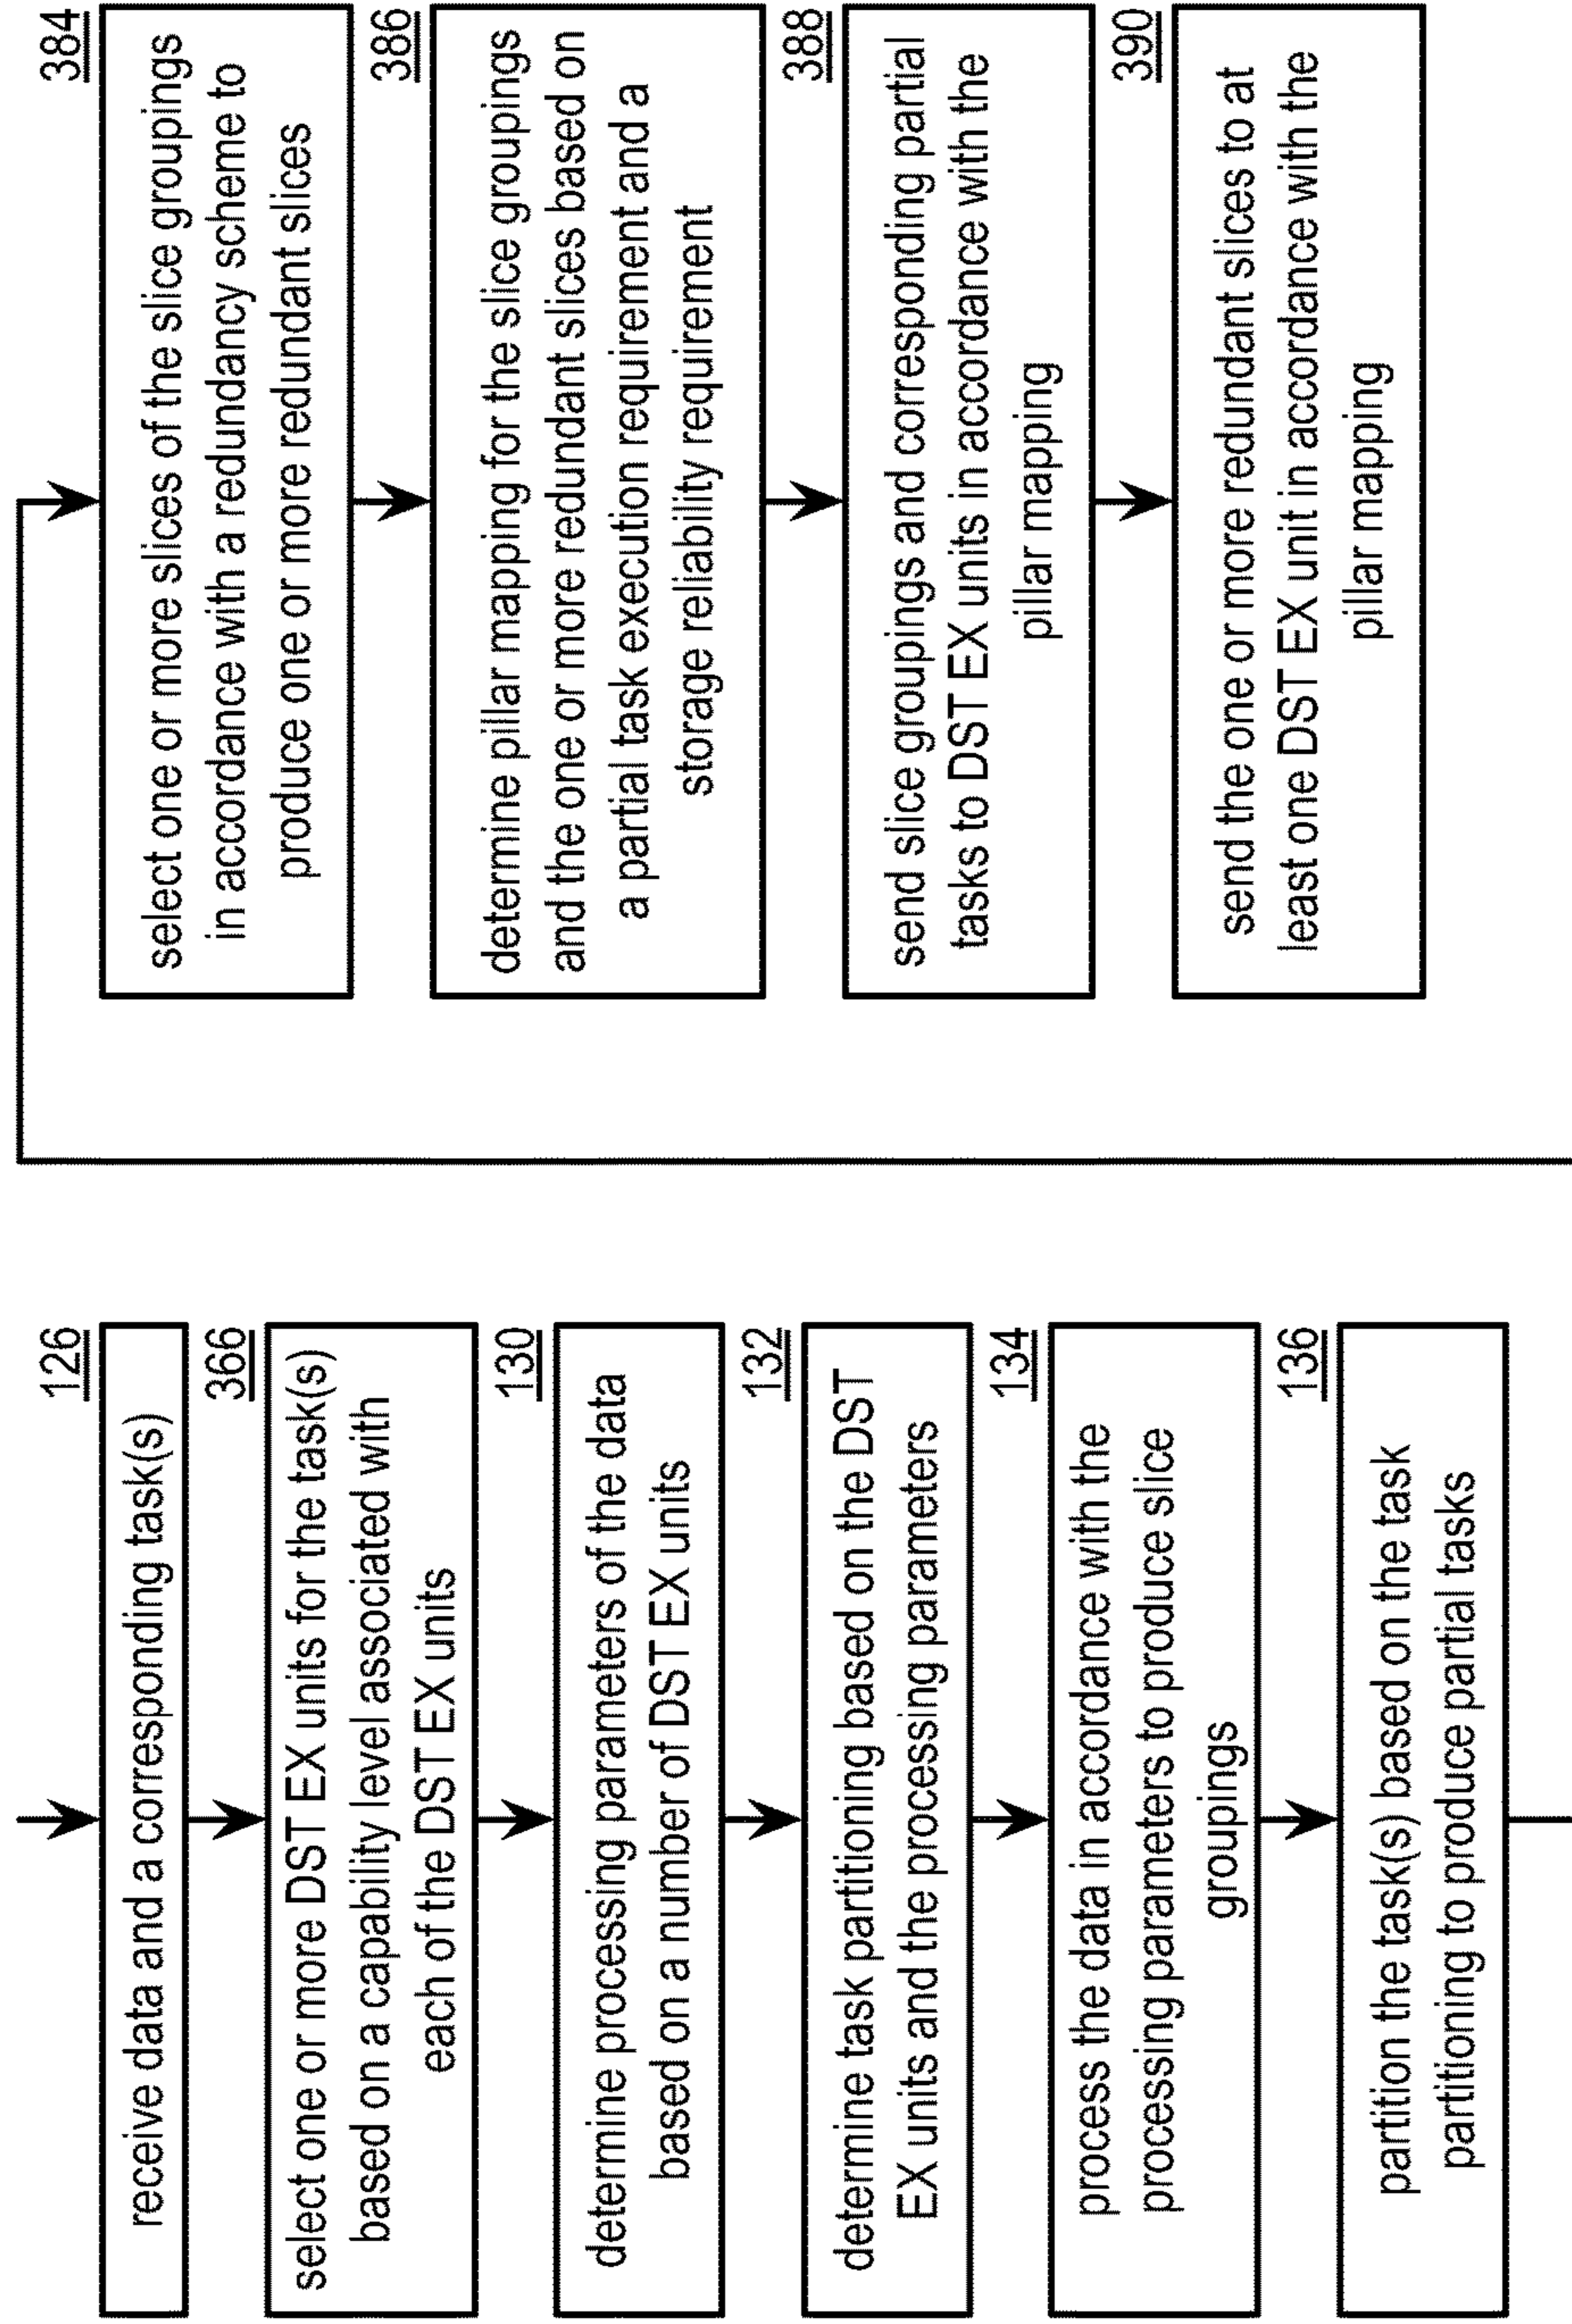 126
receive data and a corresponding task(s)
366
select one or more DST EX units for the task(s)
based on a capability level associated with
each of the DST EX units
130
determine processing parameters of the data
based on a number of DST EX units
132
determine task partitioning based on the DST
EX units and the processing parameters
134
process the data in accordance with the
processing parameters to produce slice
groupings
136
partition the task(s) based on the task
partitioning to produce partial tasks
384
select one or more slices of the slice groupings
in accordance with a redundancy scheme to
produce one or more redundant slices
386
determine pillar mapping for the slice groupings
and the one or more redundant slices based on
a partial task execution requirement and a
storage reliability requirement
388
send slice groupings and corresponding partial
tasks to DST EX units in accordance with the
pillar mapping
390
send the one or more redundant slices to at
least one DST EX unit in accordance with the
pillar mapping